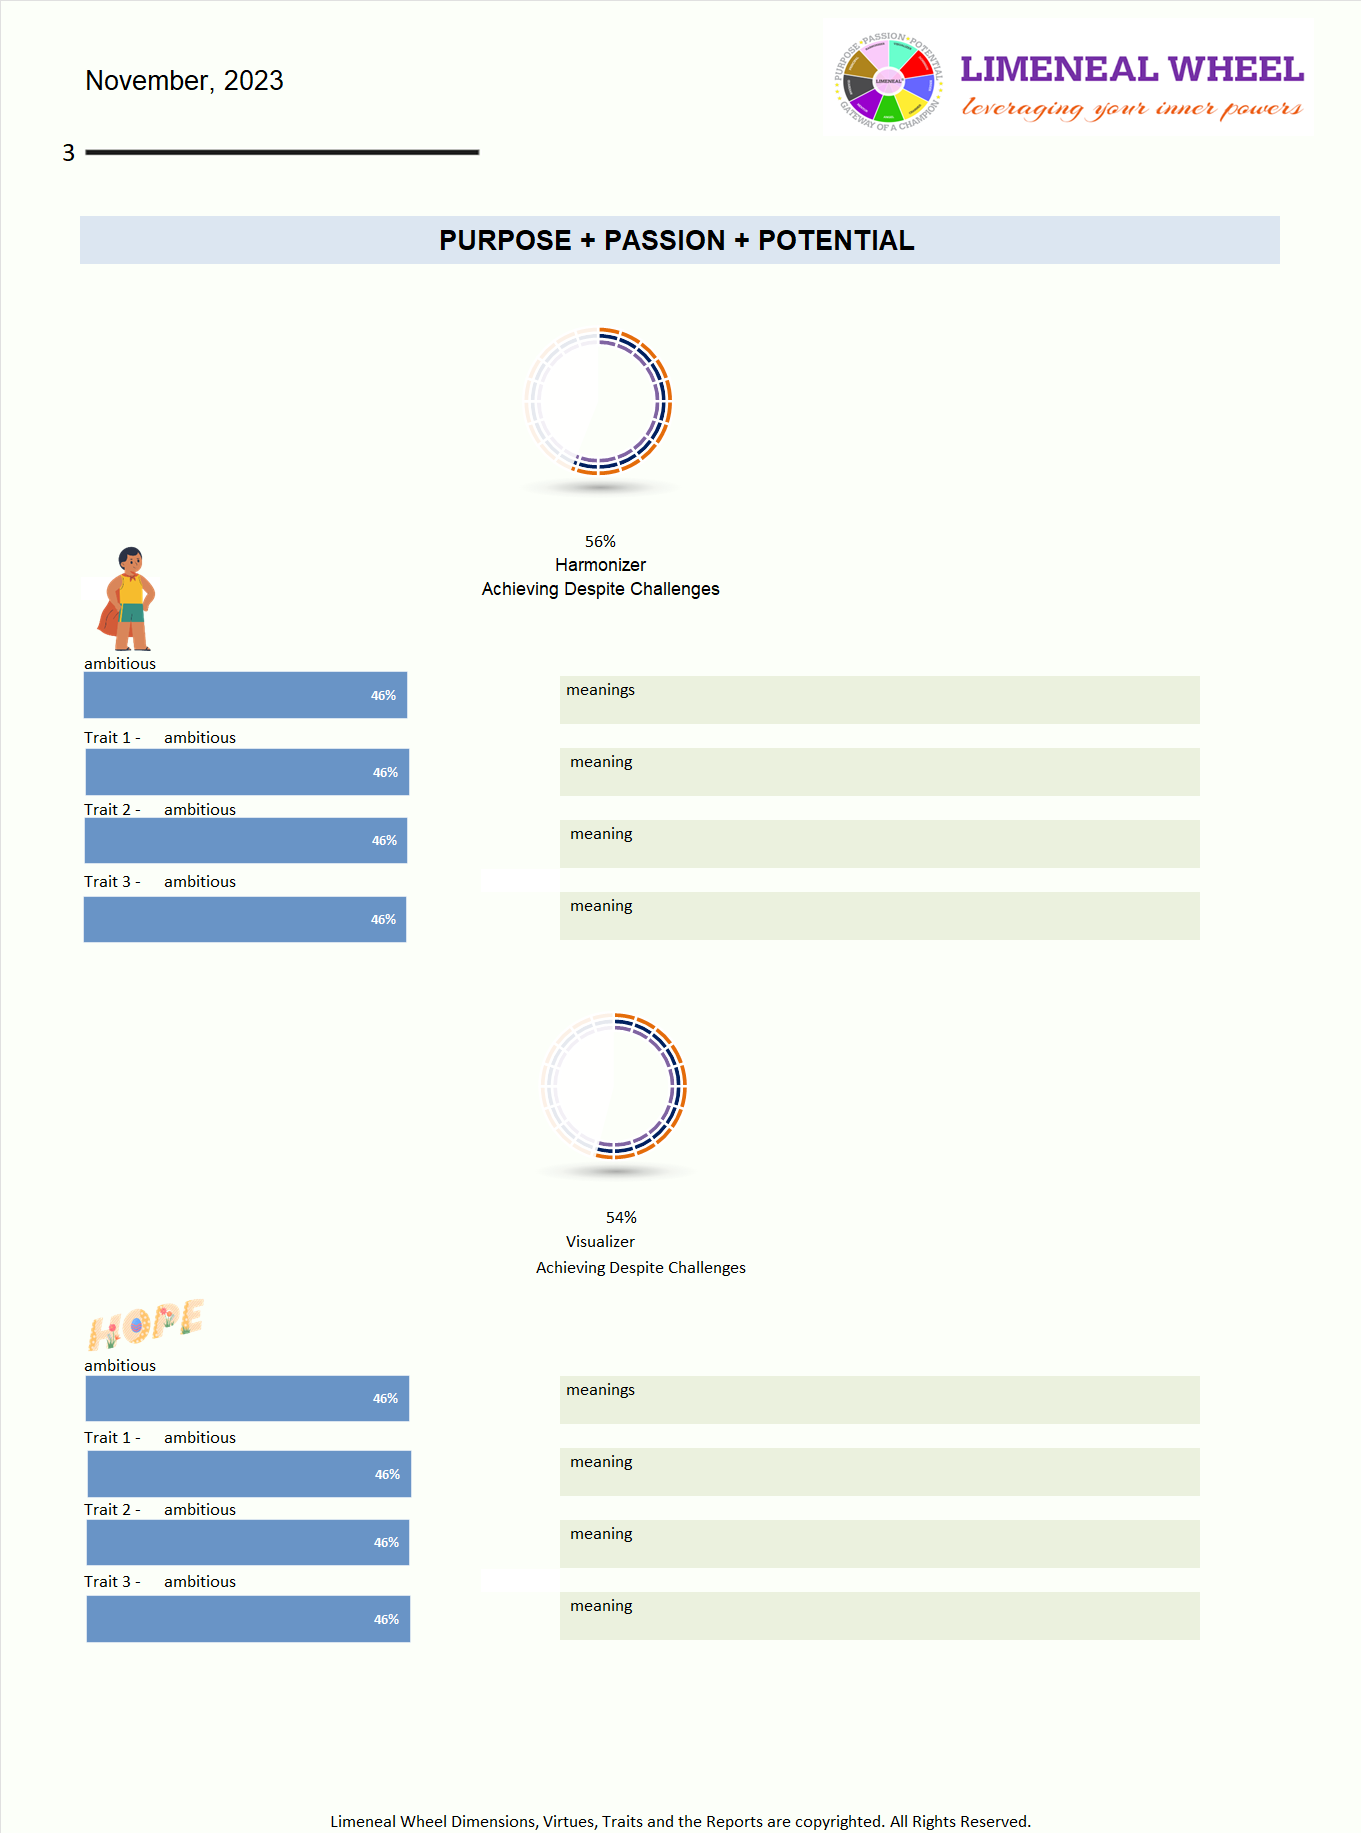 November, 2023
PURPOSE • PASSION • POTENTIAL
LIMENEAL
GATEWAY OF A CHAMPION
LIMENEAL WHEEL
leveraging your inner powers
3
PURPOSE + PASSION + POTENTIAL
56%
Harmonizer
Achieving Despite Challenges
ambitious
46%
meanings
Trait 1 - ambitious
46%
meaning
Trait 2 - ambitious
46%
meaning
Trait 3 - ambitious
46%
meaning
54%
Visualizer
Achieving Despite Challenges
HOPE
ambitious
46%
meanings
Trait 1 - ambitious
46%
meaning
Trait 2 - ambitious
46%
meaning
Trait 3 - ambitious
46%
meaning
Limeneal Wheel Dimensions, Virtues, Traits and the Reports are copyrighted. All Rights Reserved.